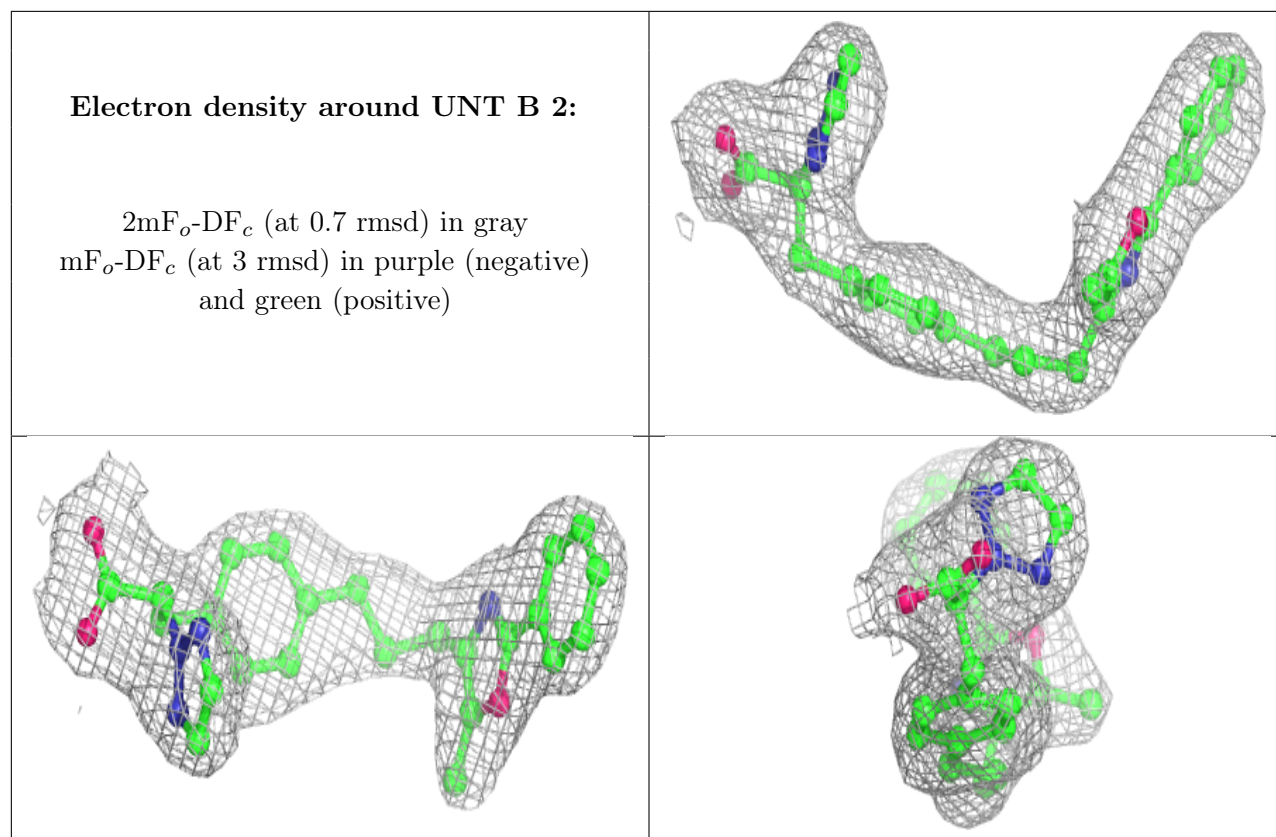 Electron density around UNT B 2:
2mFo-DFc (at 0.7 rmsd) in gray
mFo-DFc (at 3 rmsd) in purple (negative)
and green (positive)